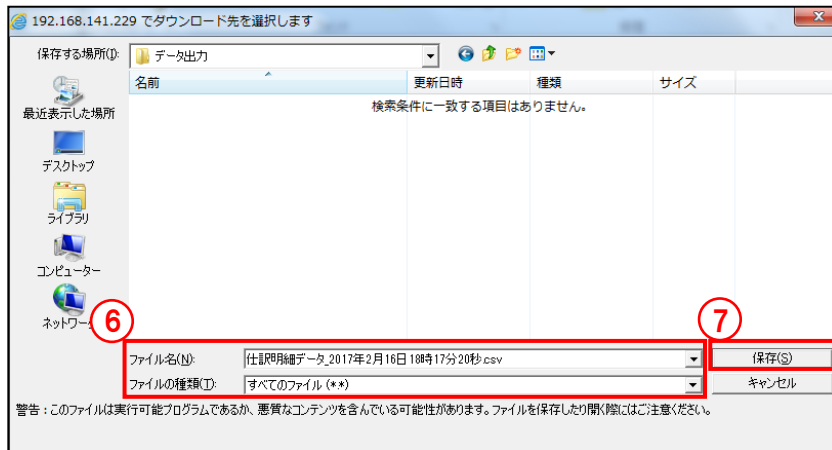 192.168.141.229 でダウンロード先を選択します
保存する場所(I):
データ出力
名前
更新日時
種類
サイズ
検索条件に一致する項目はありません。
最近表示した場所
デスクトップ
ライブラリ
コンピューター
ネットワーク
⑥
⑦
ファイル名(N):
仕訳明細データ_2017年2月16日18時17分20秒.csv
保存(S)
ファイルの種類(T):
すべてのファイル (*.*)
キャンセル
警告：このファイルは実行可能プログラムであるか、悪質なコンテンツを含んでいる可能性があります。ファイルを保存したり開く際にはご注意ください。